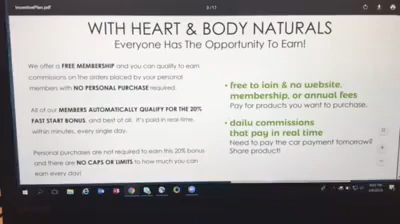 IncentivePlan.pdf
3 / 17
WITH HEART & BODY NATURALS
Everyone Has The Opportunity To Earn!
We offer a FREE MEMBERSHIP and you can qualify to earn
commissions on the orders placed by your personal
members with NO PERSONAL PURCHASE required.
All of our MEMBERS AUTOMATICALLY QUALIFY FOR THE 20%
FAST START BONUS, and best of all, it's paid in real-time,
within minutes, every single day.
Personal purchases are not required to earn this 20% bonus
and there are NO CAPS OR LIMITS to how much you can
earn every day!
• free to join & no website,
membership, or annual fees
Pay for products you want to purchase.
• daily commissions
that pay in real time
Need to pay the car payment tomorrow?
Share product!